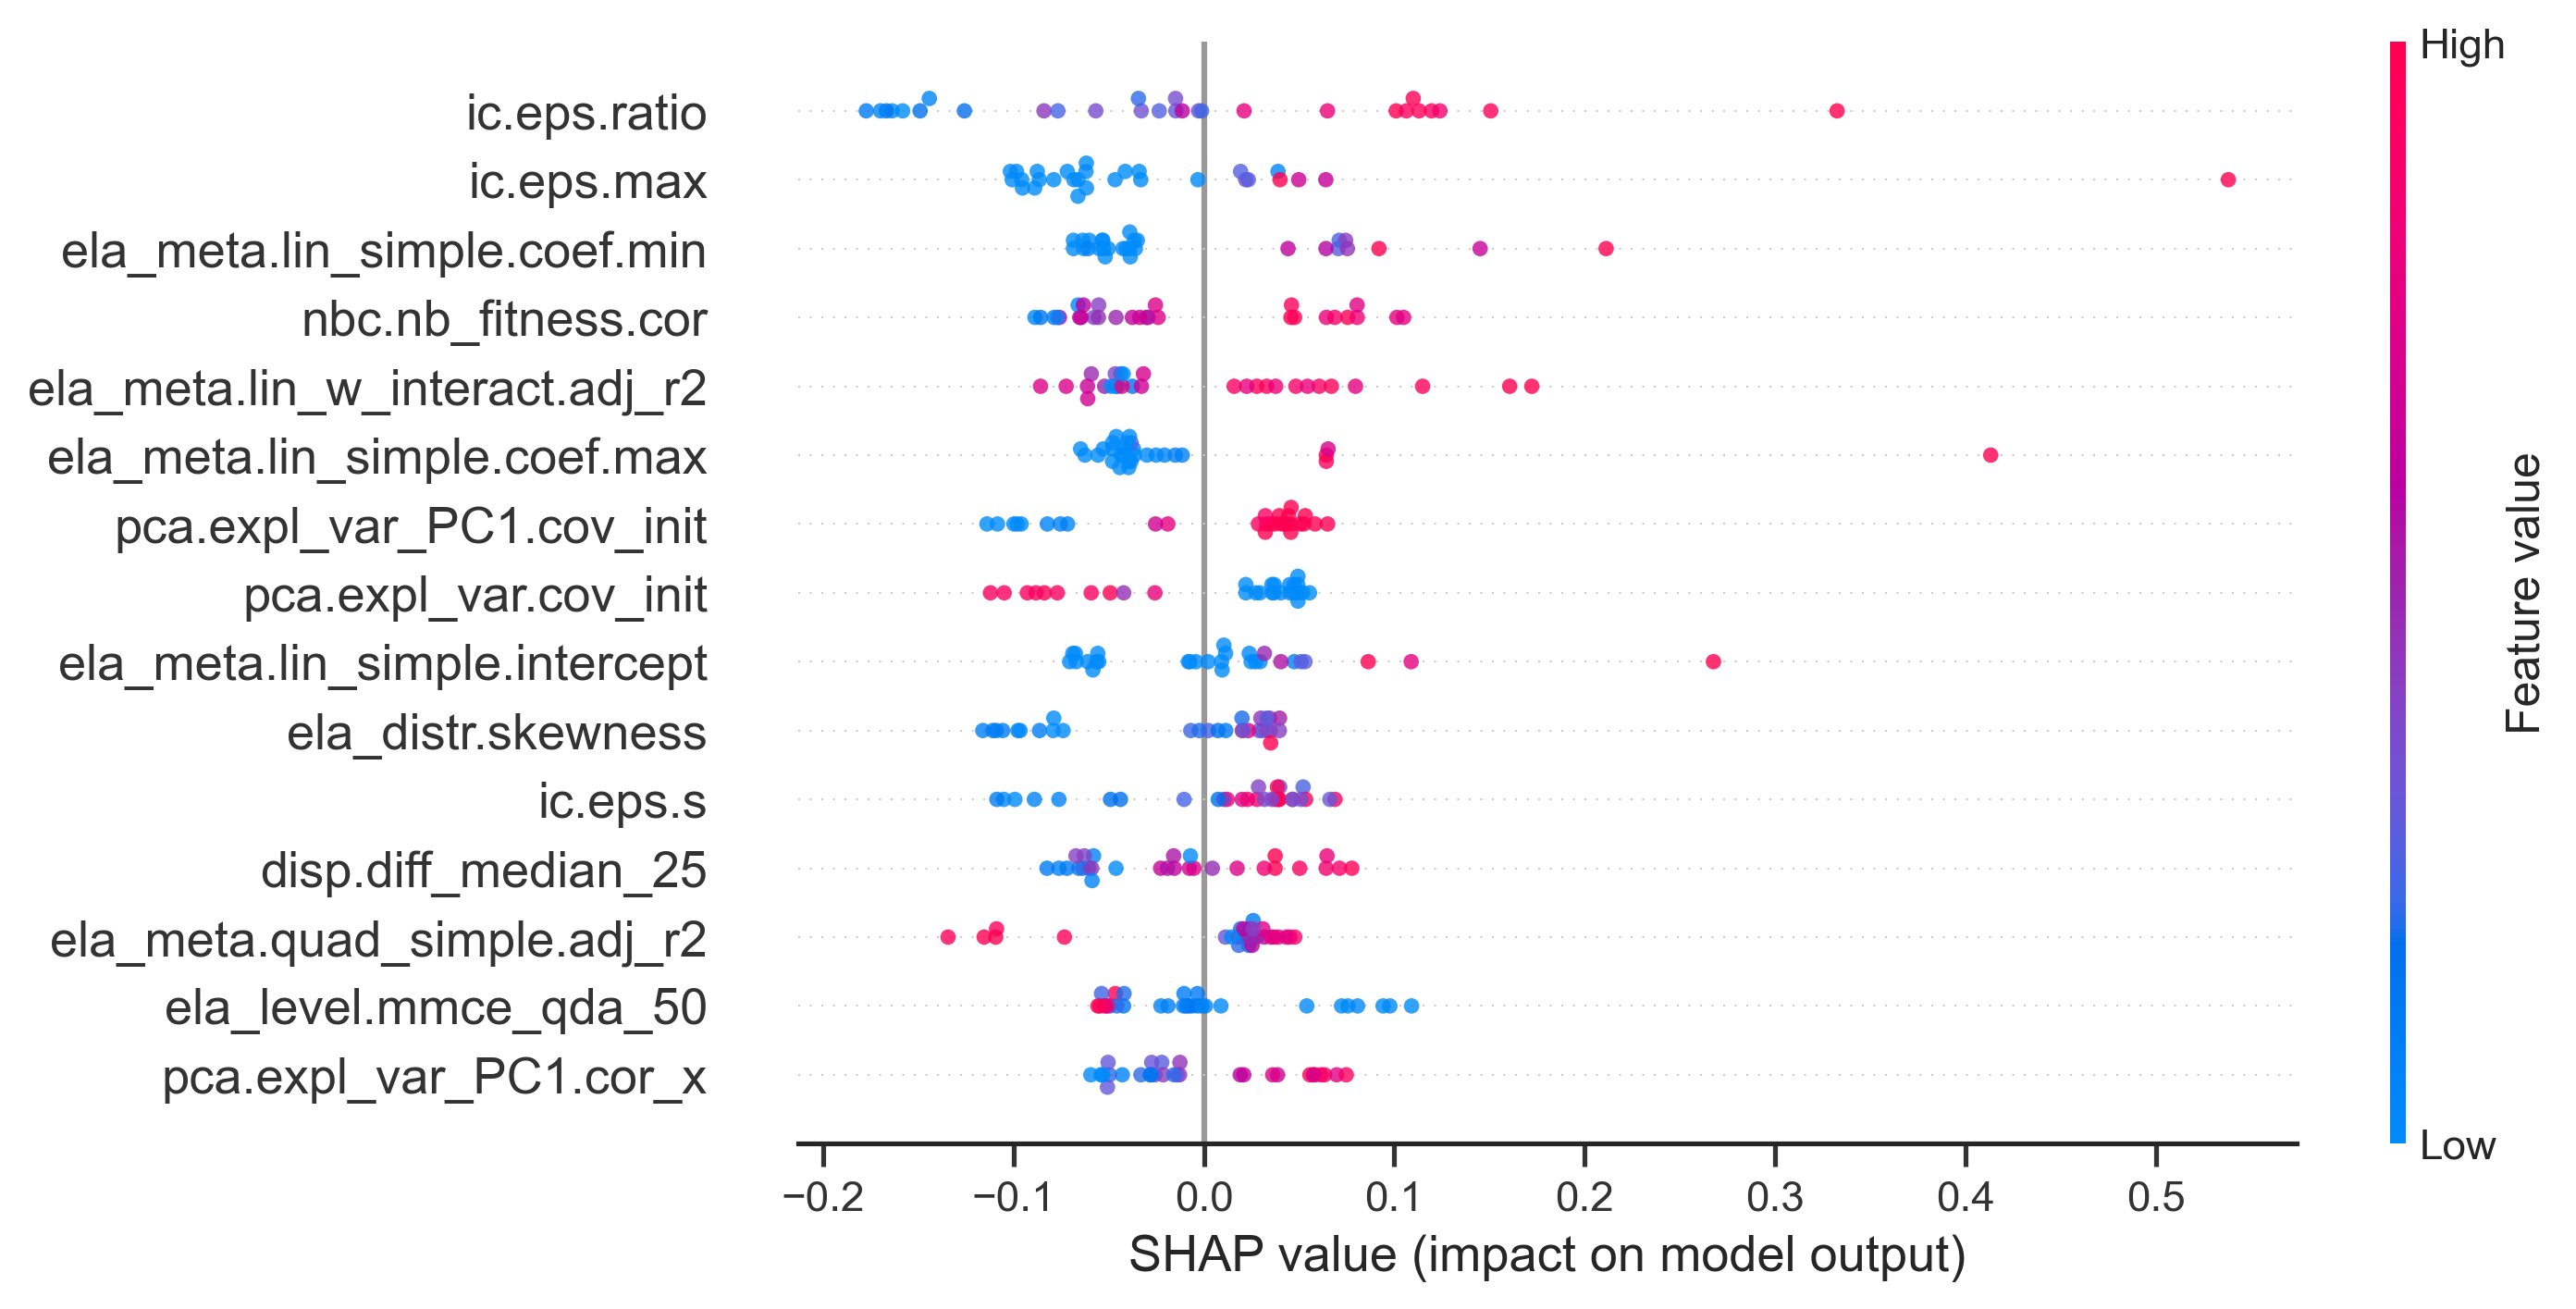 High
ic.eps.ratio
ic.eps.max
ela_meta.lin_simple.coef.min
nbc.nb_fitness.cor
ela_meta.lin_w_interact.adj_r2
ela_meta.lin_simple.coef.max
pca.expl_var_PC1.cov_init
pca.expl_var.cov_init
ela_meta.lin_simple.intercept
ela_distr.skewness
ic.eps.s
disp.diff_median_25
ela_meta.quad_simple.adj_r2
ela_level.mmce_qda_50
pca.expl_var_PC1.cor_x
Feature value
Low
−0.2 −0.1 0.0 0.1 0.2 0.3 0.4 0.5
SHAP value (impact on model output)